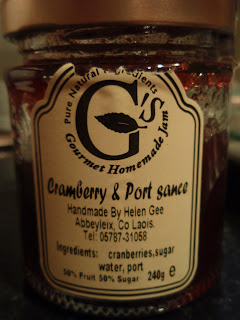 Pure Natural Ingredients
G's
Gourmet Homemade Jam
Cramberry & Port sauce
Handmade By Helen Gee
Abbeyleix, Co Laois.
Tel: 05787-31058
Ingredients: cranberries,sugar
water, port
50% Fruit 50% Sugar 240g e